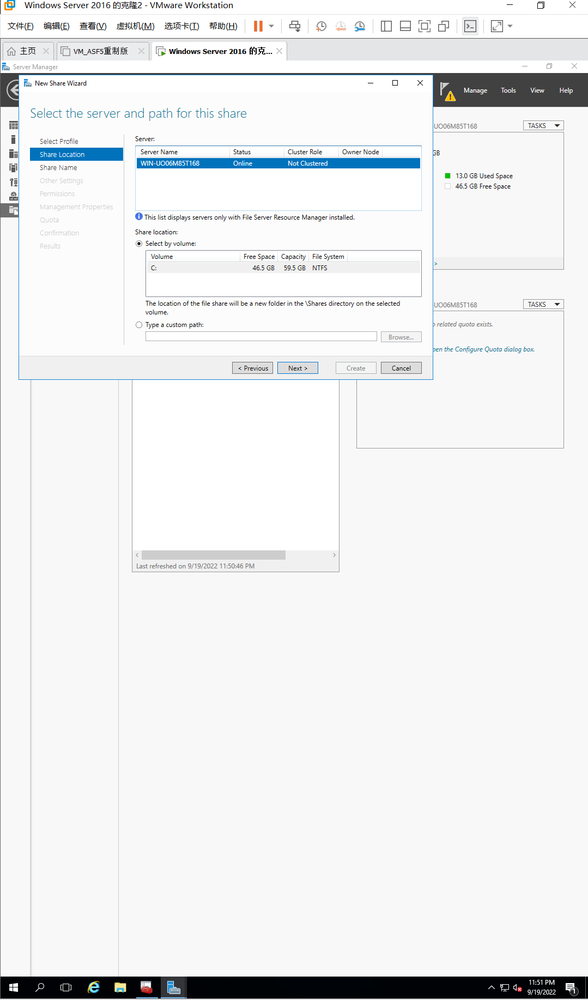 Windows Server 2016 的克隆2 - VMware Workstation
文件(F) 编辑(E) 查看(V) 虚拟机(M) 选项卡(T) 帮助(H)
主页 VM_ASF5重制版 Windows Server 2016 的克...
Server Manager
New Share Wizard
Manage Tools View Help
Select the server and path for this share
Select Profile
Share Location
Share Name
Other Settings
Permissions
Management Properties
Quota
Confirmation
Results
Server:
Server Name Status Cluster Role Owner Node
WIN-UO06M85T168 Online Not Clustered
This list displays servers only with File Server Resource Manager installed.
Share location:
Select by volume:
Volume Free Space Capacity File System
C: 46.5 GB 59.5 GB NTFS
The location of the file share will be a new folder in the \Shares directory on the selected
volume.
Type a custom path:
Browse...
< Previous Next > Create Cancel
-UO06M85T168 TASKS
GB
13.0 GB Used Space
46.5 GB Free Space
>
-UO06M85T168 TASKS
o related quota exists.
pen the Configure Quota dialog box.
Last refreshed on 9/19/2022 11:50:46 PM
11:51 PM
9/19/2022
1